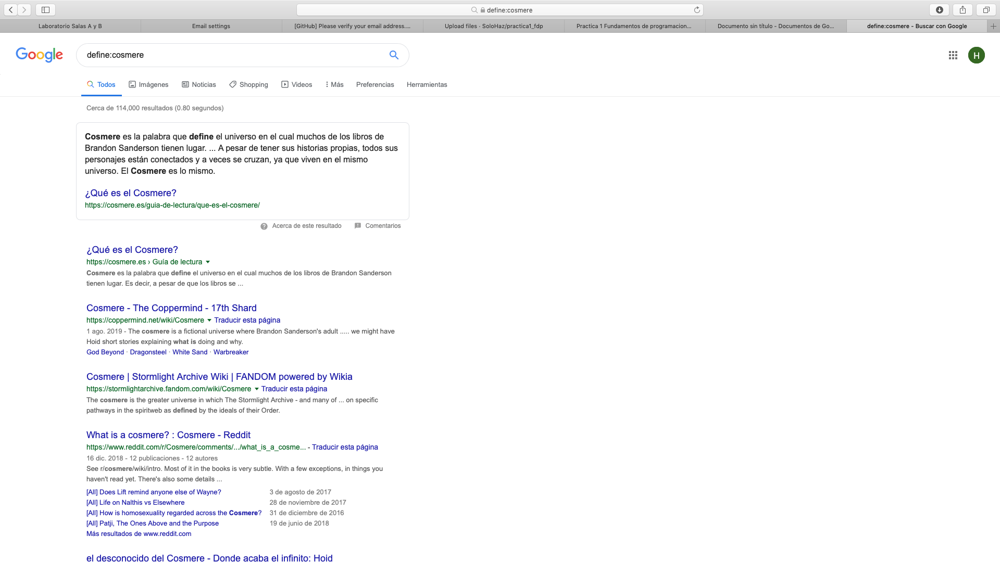 define:cosmere
Laboratorio Salas A y B
Email settings
[GitHub] Please verify your email address....
Upload files · SoloHaz/practica1_fdp
Practica 1 Fundamentos de programacion...
Documento sin título - Documentos de Go...
define:cosmere - Buscar con Google
Google
define:cosmere
H
Todos
Imágenes
Noticias
Shopping
Videos
Más
Preferencias
Herramientas
Cerca de 114,000 resultados (0.80 segundos)
Cosmere es la palabra que define el universo en el cual muchos de los libros de
Brandon Sanderson tienen lugar. ... A pesar de tener sus historias propias, todos sus
personajes están conectados y a veces se cruzan, ya que viven en el mismo
universo. El Cosmere es lo mismo.
¿Qué es el Cosmere?
https://cosmere.es/guia-de-lectura/que-es-el-cosmere/
Acerca de este resultado
Comentarios
¿Qué es el Cosmere?
https://cosmere.es › Guía de lectura
Cosmere es la palabra que define el universo en el cual muchos de los libros de Brandon Sanderson
tienen lugar. Es decir, a pesar de que los libros se ...
Cosmere - The Coppermind - 17th Shard
https://coppermind.net/wiki/Cosmere Traducir esta página
1 ago. 2019 - The cosmere is a fictional universe where Brandon Sanderson's adult ..... we might have
Hoid short stories explaining what is doing and why.
God Beyond · Dragonsteel · White Sand · Warbreaker
Cosmere | Stormlight Archive Wiki | FANDOM powered by Wikia
https://stormlightarchive.fandom.com/wiki/Cosmere Traducir esta página
The cosmere is the greater universe in which The Stormlight Archive - and many of ... on specific
pathways in the spiritweb as defined by the ideals of their Order.
What is a cosmere? : Cosmere - Reddit
https://www.reddit.com/r/Cosmere/comments/.../what_is_a_cosme... - Traducir esta página
16 dic. 2018 - 12 publicaciones - 12 autores
See r/cosmere/wiki/intro. Most of it in the books is very subtle. With a few exceptions, in things you
haven't read yet. There's also some details ...
[All] Does Lift remind anyone else of Wayne? 3 de agosto de 2017
[All] Life on Nalthis vs Elsewhere 28 de noviembre de 2017
[All] How is homosexuality regarded across the Cosmere? 31 de diciembre de 2016
[All] Patji, The Ones Above and the Purpose 19 de junio de 2018
Más resultados de www.reddit.com
el desconocido del Cosmere - Donde acaba el infinito: Hoid